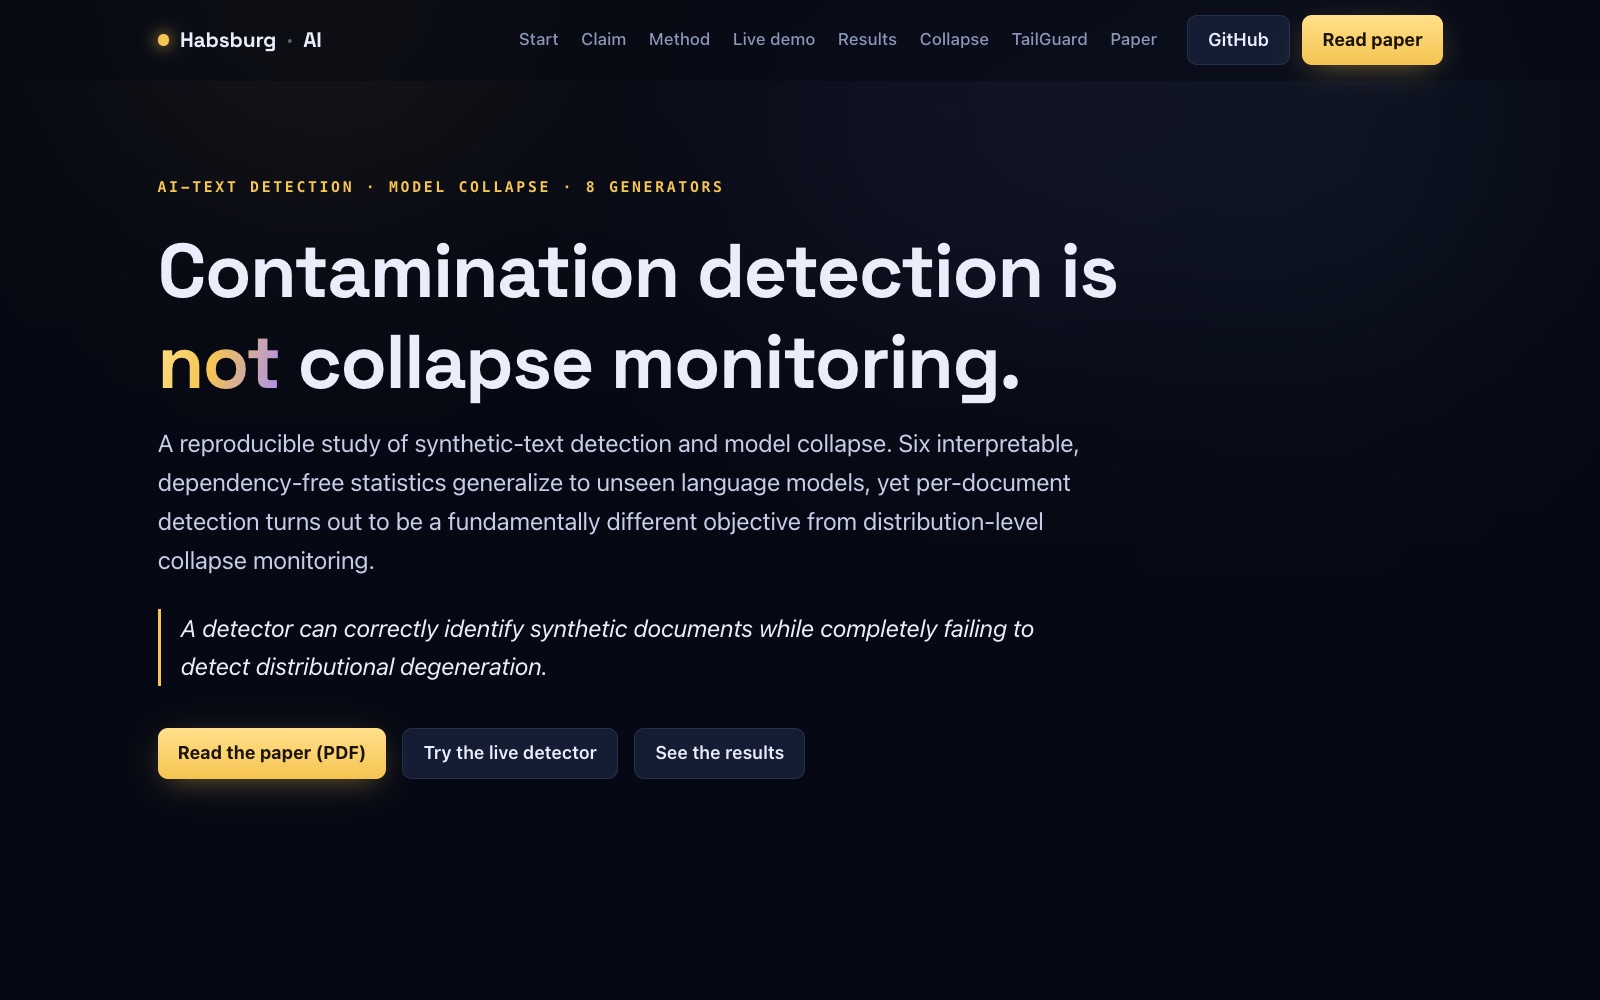 Habsburg · AI
Start Claim Method Live demo Results Collapse TailGuard Paper GitHub Read paper
AI-TEXT DETECTION · MODEL COLLAPSE · 8 GENERATORS
Contamination detection is
not collapse monitoring.
A reproducible study of synthetic-text detection and model collapse. Six interpretable,
dependency-free statistics generalize to unseen language models, yet per-document
detection turns out to be a fundamentally different objective from distribution-level
collapse monitoring.
A detector can correctly identify synthetic documents while completely failing to
detect distributional degeneration.
Read the paper (PDF) Try the live detector See the results